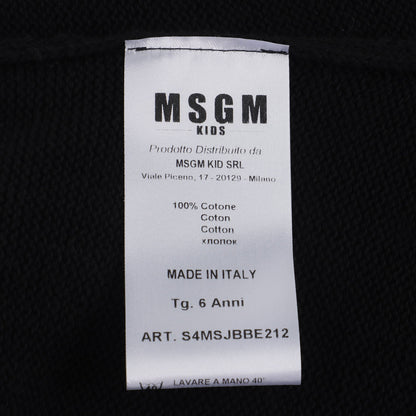 MSGM
KIDS
Prodotto Distribuito da
MSGM KID SRL
Viale Piceno, 17 - 20129 - Milano
100% Cotone
Coton
Cotton
хлопок
MADE IN ITALY
Tg. 6 Anni
ART. S4MSJBBE212
40 LAVARE A MANO 40°